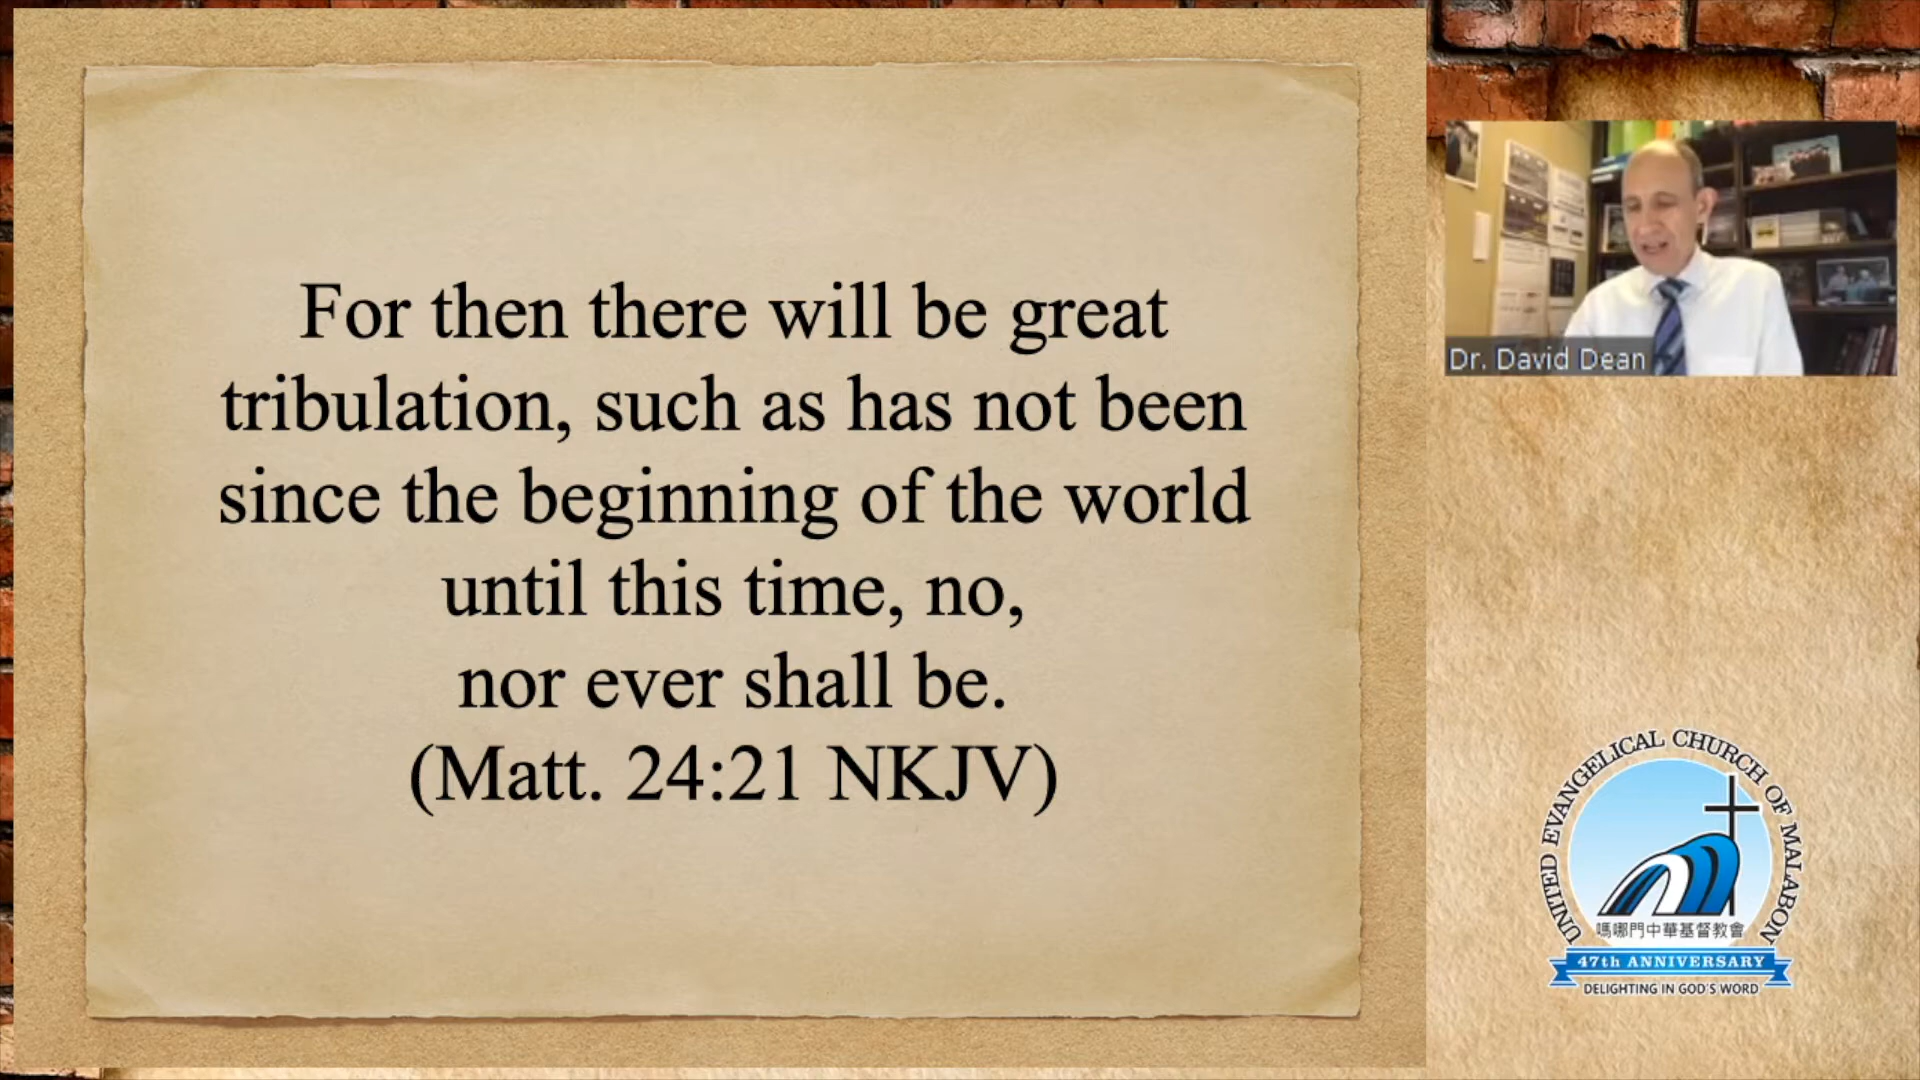 For then there will be great
tribulation, such as has not been
since the beginning of the world
until this time, no,
nor ever shall be.
(Matt. 24:21 NKJV)
Dr. David Dean
UNITED EVANGELICAL CHURCH OF MALABON
嗎哪門中華基督教會
47th ANNIVERSARY
DELIGHTING IN GOD'S WORD